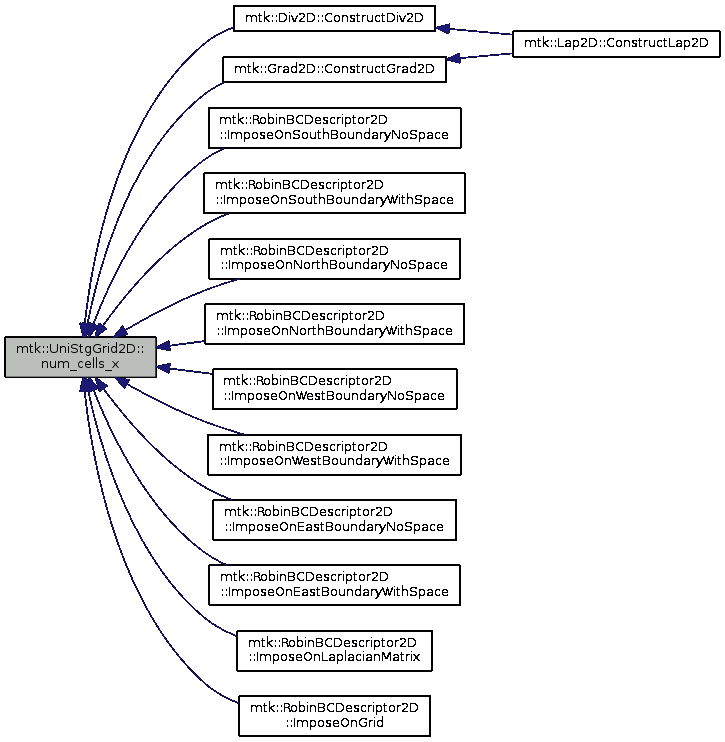 mtk::Div2D::ConstructDiv2D
mtk::Lap2D::ConstructLap2D
mtk::Grad2D::ConstructGrad2D
mtk::RobinBCDescriptor2D
::ImposeOnSouthBoundaryNoSpace
mtk::RobinBCDescriptor2D
::ImposeOnSouthBoundaryWithSpace
mtk::RobinBCDescriptor2D
::ImposeOnNorthBoundaryNoSpace
mtk::RobinBCDescriptor2D
::ImposeOnNorthBoundaryWithSpace
mtk::UniStgGrid2D::
num_cells_x
mtk::RobinBCDescriptor2D
::ImposeOnWestBoundaryNoSpace
mtk::RobinBCDescriptor2D
::ImposeOnWestBoundaryWithSpace
mtk::RobinBCDescriptor2D
::ImposeOnEastBoundaryNoSpace
mtk::RobinBCDescriptor2D
::ImposeOnEastBoundaryWithSpace
mtk::RobinBCDescriptor2D
::ImposeOnLaplacianMatrix
mtk::RobinBCDescriptor2D
::ImposeOnGrid